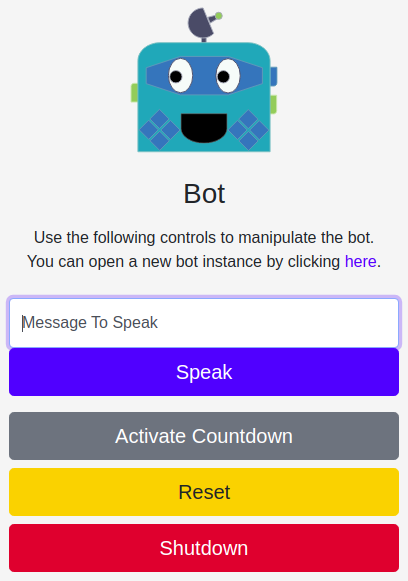 Bot
Use the following controls to manipulate the bot.
You can open a new bot instance by clicking here.
Message To Speak
Speak
Activate Countdown
Reset
Shutdown